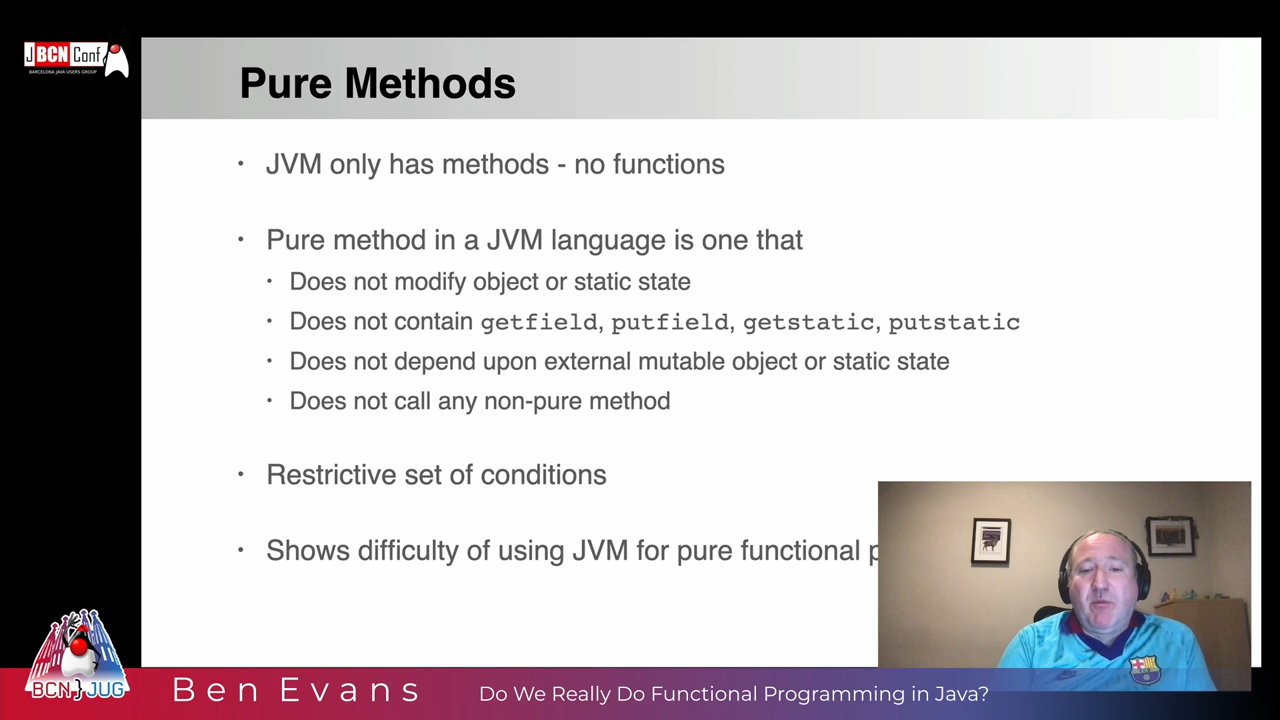 JBCNConf
BARCELONA JAVA USERS GROUP
Pure Methods
• JVM only has methods - no functions
• Pure method in a JVM language is one that
• Does not modify object or static state
• Does not contain getfield, putfield, getstatic, putstatic
• Does not depend upon external mutable object or static state
• Does not call any non-pure method
• Restrictive set of conditions
• Shows difficulty of using JVM for pure functional p
BCN JUG
Ben Evans
Do We Really Do Functional Programming in Java?